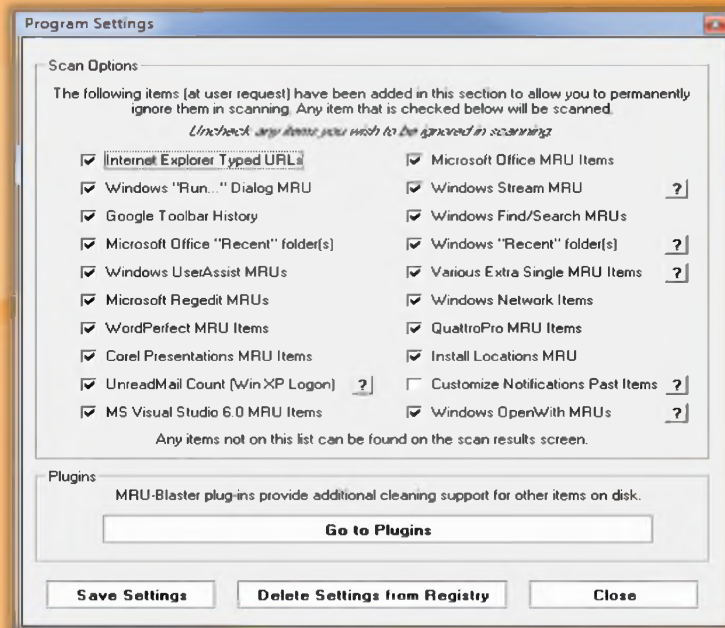 Program Settings
Scan Options
The following items (at user request) have been added in this section to allow you to permanently
ignore them in scanning. Any item that is checked below will be scanned.
Uncheck any items you wish to be ignored in scanning
Internet Explorer Typed URLs
Microsoft Office MRU Items
Windows "Run..." Dialog MRU
Windows Stream MRU ?
Google Toolbar History
Windows Find/Search MRUs
Microsoft Office "Recent" folder(s)
Windows "Recent" folder(s) ?
Windows UserAssist MRUs
Various Extra Single MRU Items ?
Microsoft Regedit MRUs
Windows Network Items
WordPerfect MRU Items
QuattroPro MRU Items
Corel Presentations MRU Items
Install Locations MRU
UnreadMail Count (Win XP Logon) ?
Customize Notifications Past Items ?
MS Visual Studio 6.0 MRU Items
Windows OpenWith MRUs ?
Any items not on this list can be found on the scan results screen.
Plugins
MRU-Blaster plug-ins provide additional cleaning support for other items on disk.
Go to Plugins
Save Settings
Delete Settings from Registry
Close